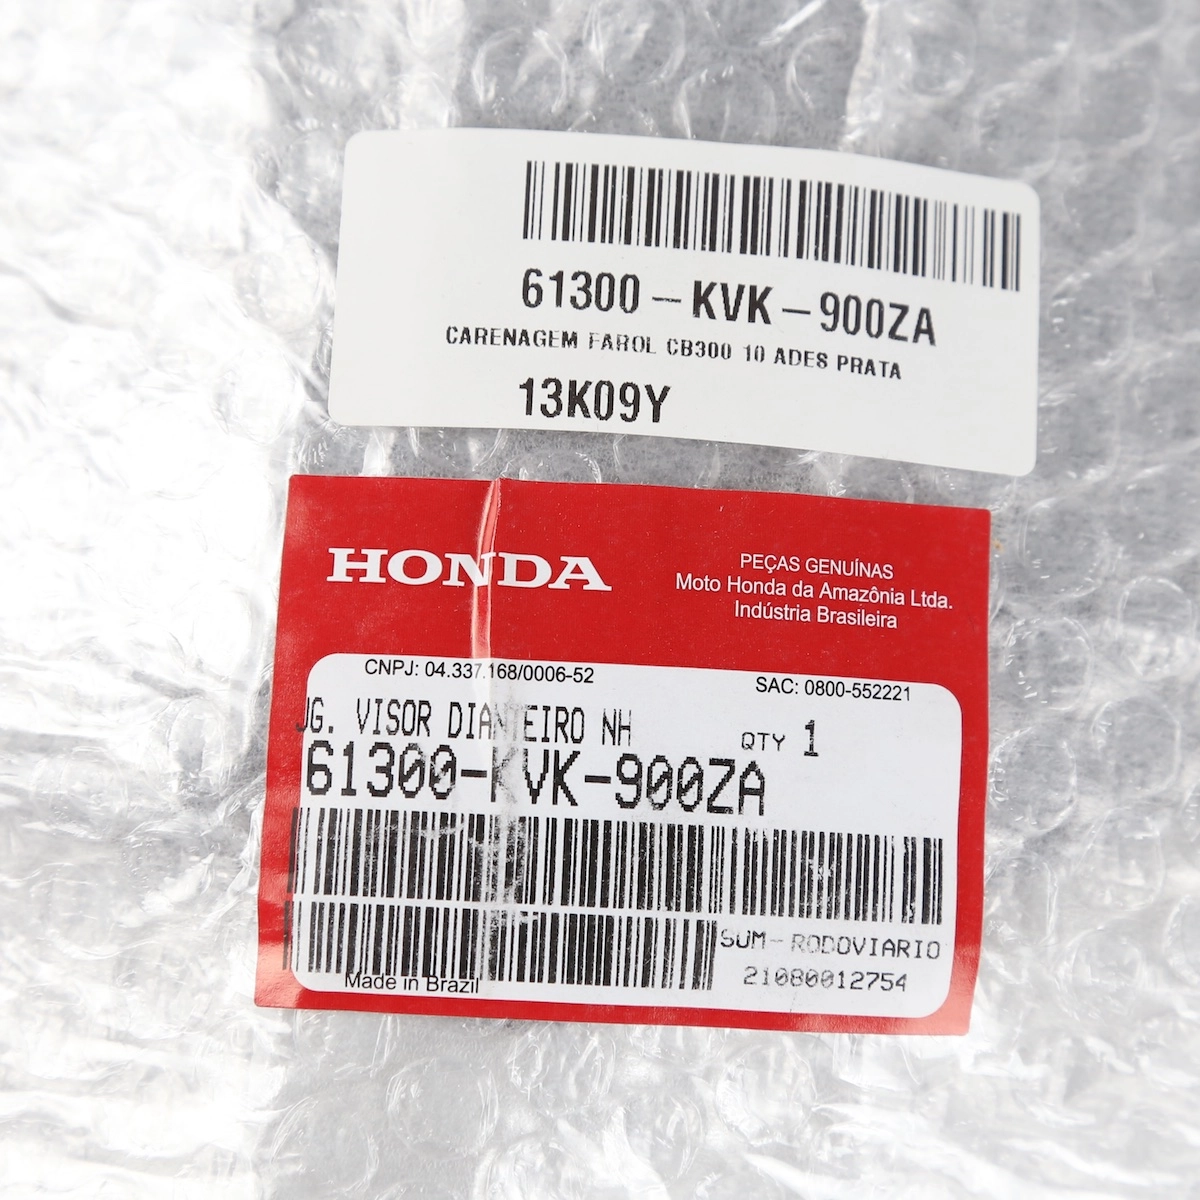 61300-KVK-900ZA
CARENAGEM FAROL CB300 10 ADES PRATA
13K09Y
HONDA
PEÇAS GENUÍNAS
Moto Honda da Amazônia Ltda.
Indústria Brasileira
CNPJ: 04.337.168/0006-52
SAC: 0800-552221
JG. VISOR DIANTEIRO NH
QTY 1
61300-KVK-900ZA
SUM-RODOVIARIO
21080012754
Made in Brazil